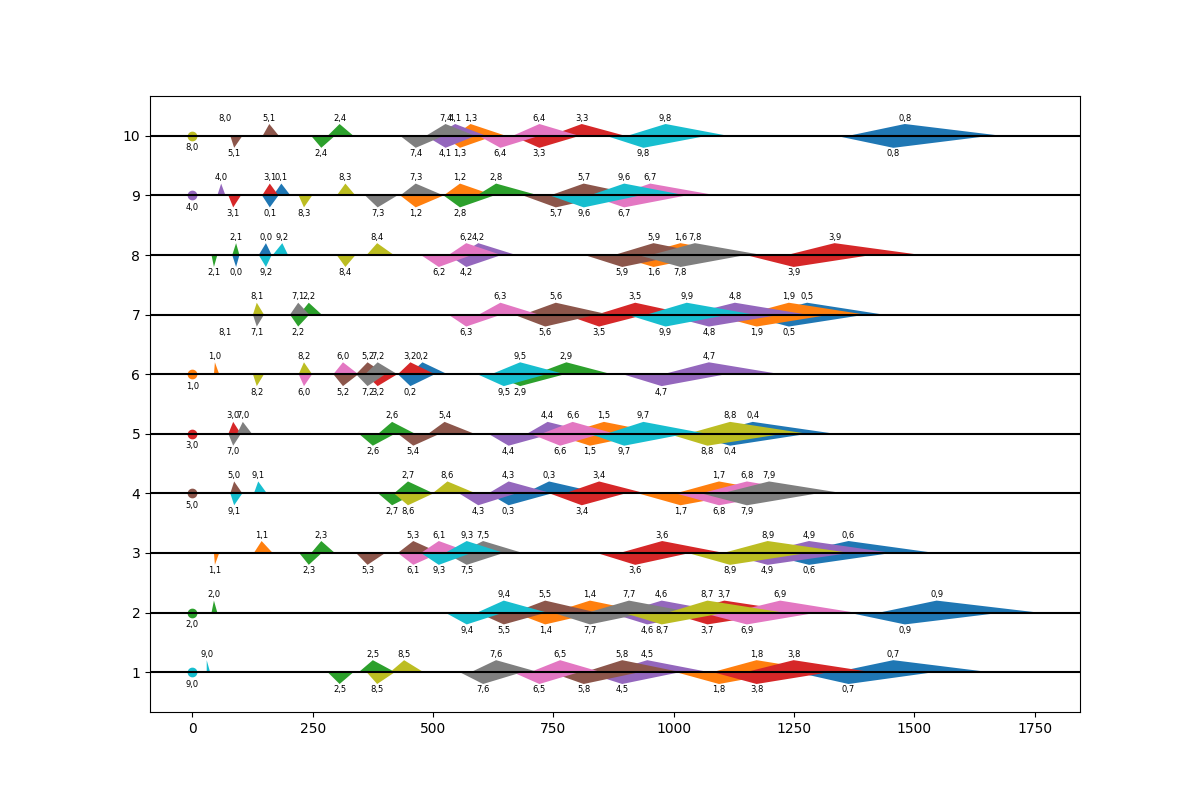 8,0 5,1 2,4 7,4 4,1 1,3 6,4 3,3 9,8 0,8
10
8,0 5,1 2,4 7,4 4,1 1,3 6,4 3,3 9,8 0,8
4,0 3,1 0,1 8,3 7,3 1,2 2,8 5,7 9,6 6,7
9
4,0 3,1 0,1 8,3 7,3 1,2 2,8 5,7 9,6 6,7
2,1 0,0 9,2 8,4 6,2 4,2 5,9 1,6 7,8 3,9
8
2,1 0,0 9,2 8,4 6,2 4,2 5,9 1,6 7,8 3,9
8,1 7,1 2,2 6,3 5,6 3,5 9,9 4,8 1,9 0,5
7
8,1 7,1 2,2 6,3 5,6 3,5 9,9 4,8 1,9 0,5
1,0 8,2 6,0 5,2 7,2 3,2 0,2 9,5 2,9 4,7
6
1,0 8,2 6,0 5,2 7,2 3,2 0,2 9,5 2,9 4,7
3,0 7,0 2,6 5,4 4,4 6,6 1,5 9,7 8,8 0,4
5
3,0 7,0 2,6 5,4 4,4 6,6 1,5 9,7 8,8 0,4
5,0 9,1 2,7 8,6 4,3 0,3 3,4 1,7 6,8 7,9
4
5,0 9,1 2,7 8,6 4,3 0,3 3,4 1,7 6,8 7,9
1,1 2,3 5,3 6,1 9,3 7,5 3,6 8,9 4,9 0,6
3
1,1 2,3 5,3 6,1 9,3 7,5 3,6 8,9 4,9 0,6
2,0 9,4 5,5 1,4 7,7 4,6 8,7 3,7 6,9 0,9
2
2,0 9,4 5,5 1,4 7,7 4,6 8,7 3,7 6,9 0,9
9,0 2,5 8,5 7,6 6,5 5,8 4,5 1,8 3,8 0,7
1
9,0 2,5 8,5 7,6 6,5 5,8 4,5 1,8 3,8 0,7
0 250 500 750 1000 1250 1500 1750